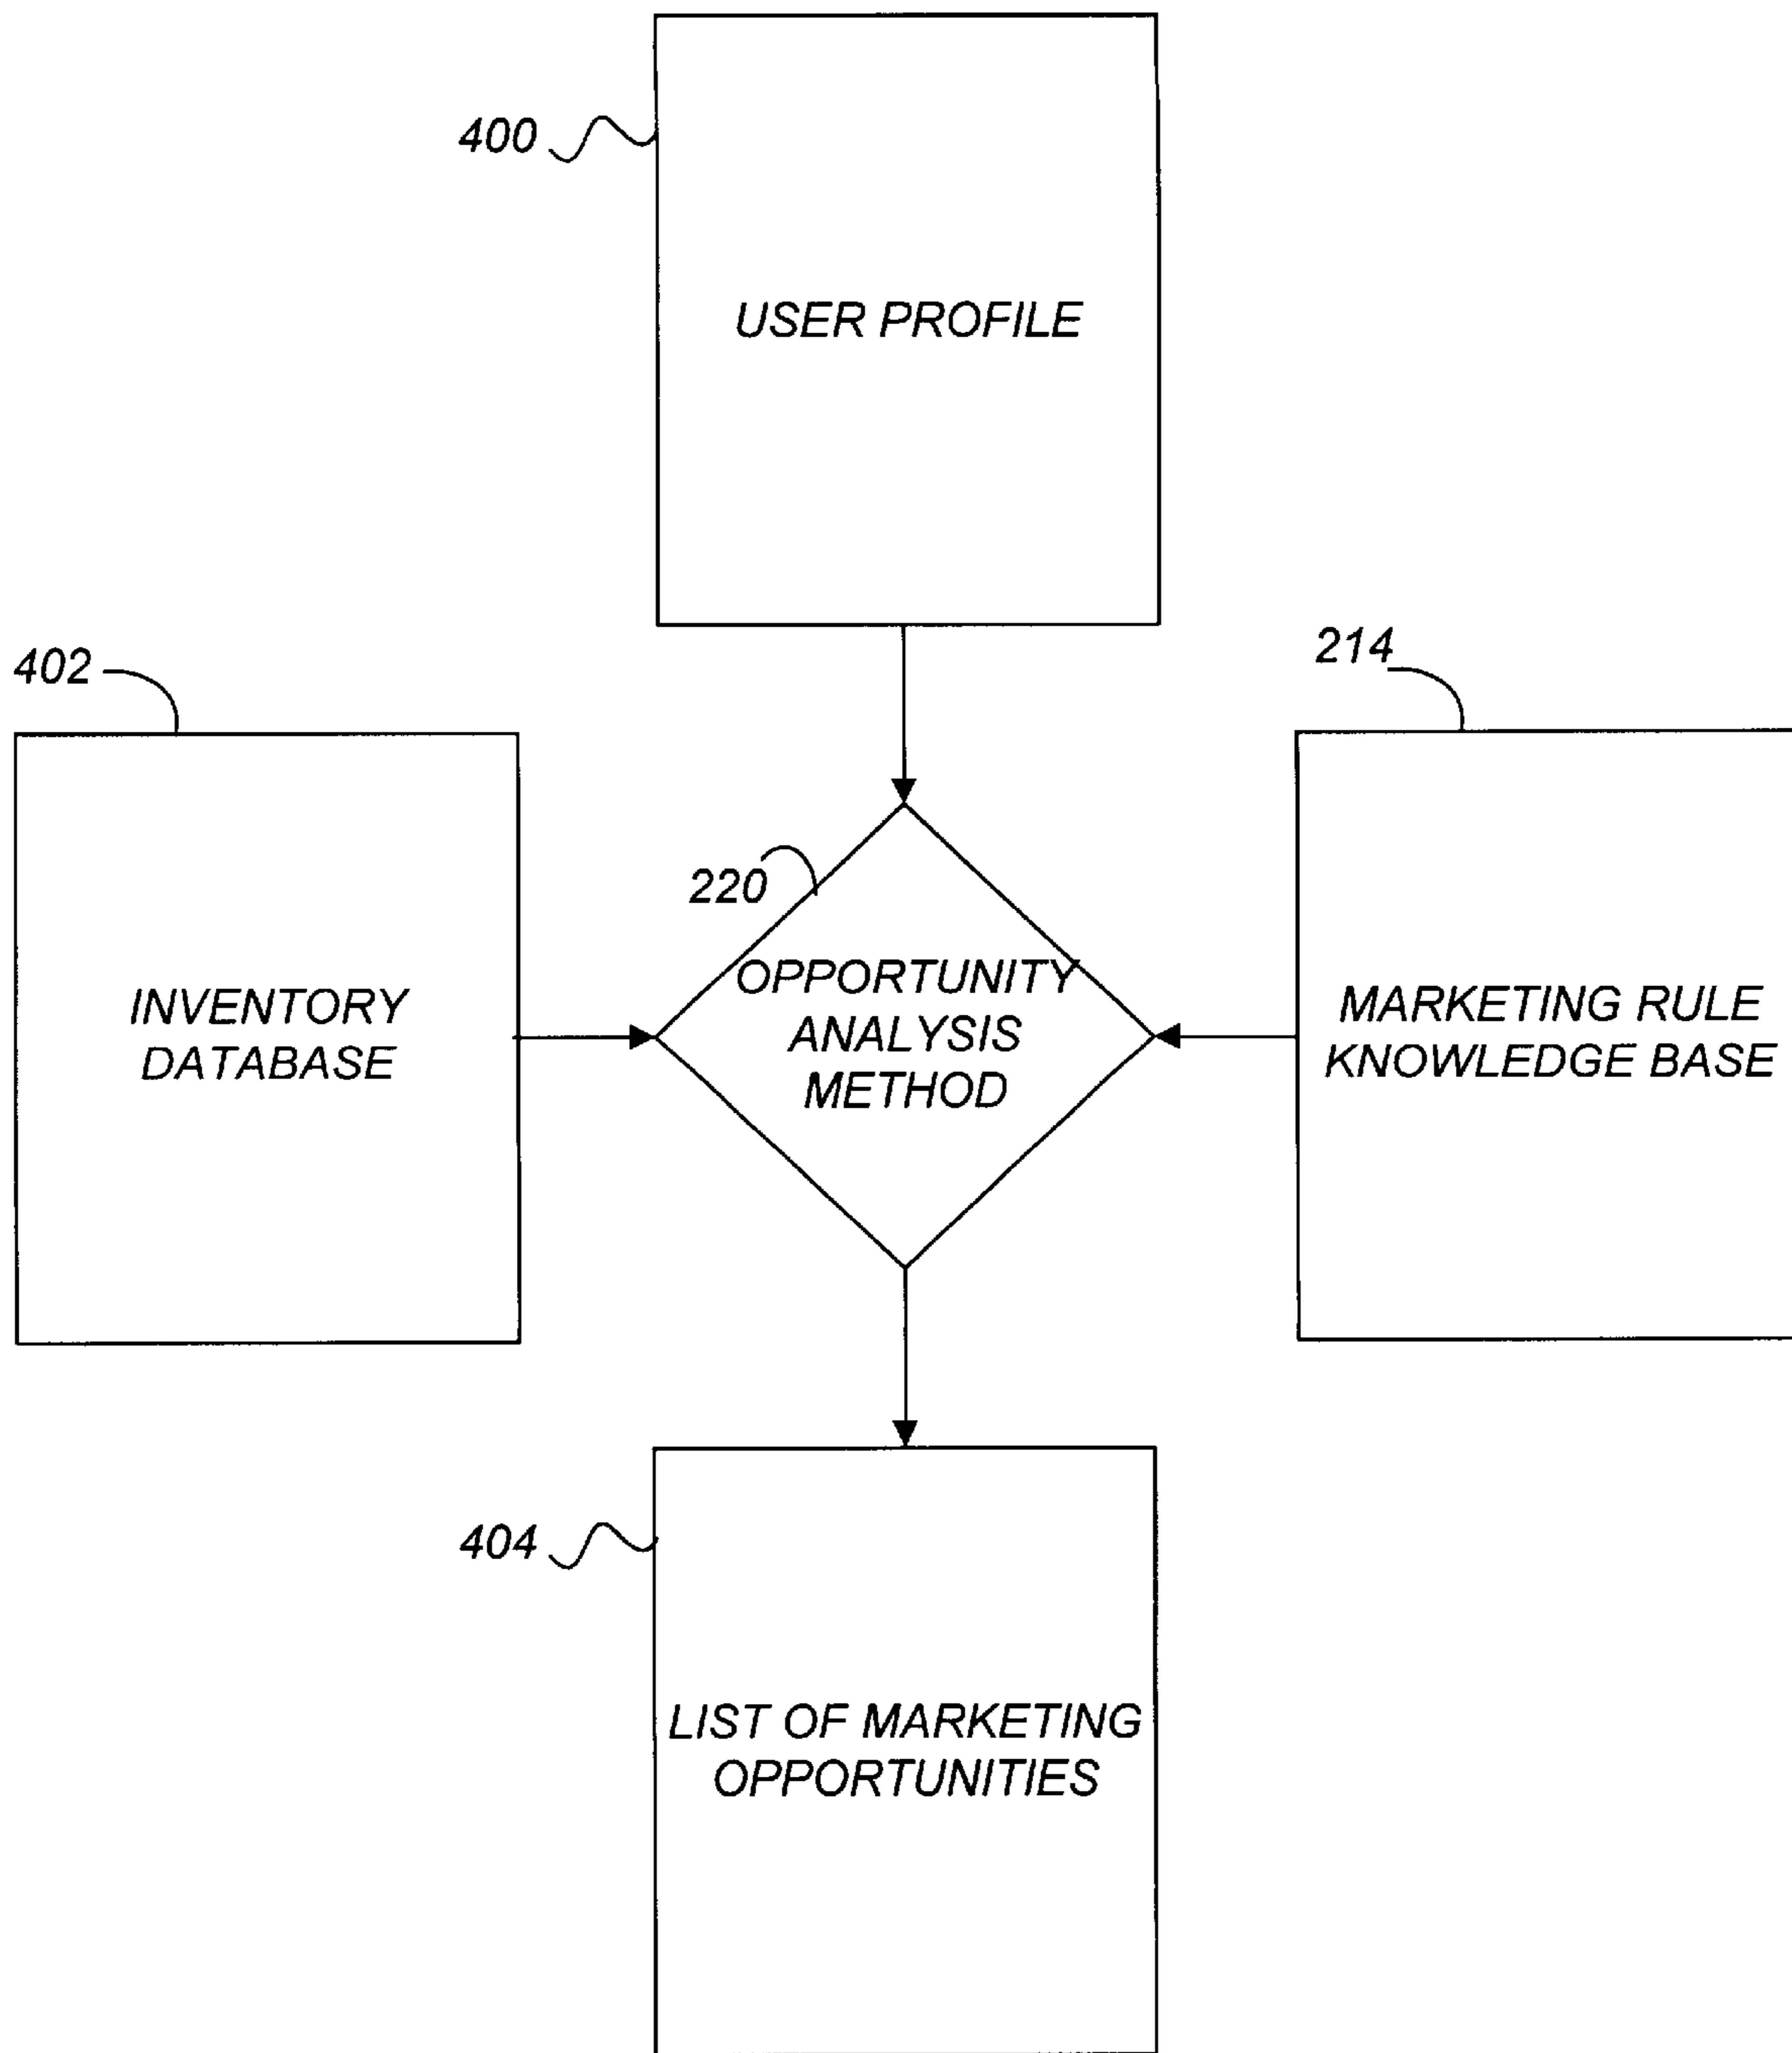 400
USER PROFILE
402
214
220
INVENTORY
DATABASE
OPPORTUNITY
ANALYSIS
METHOD
MARKETING RULE
KNOWLEDGE BASE
404
LIST OF MARKETING
OPPORTUNITIES